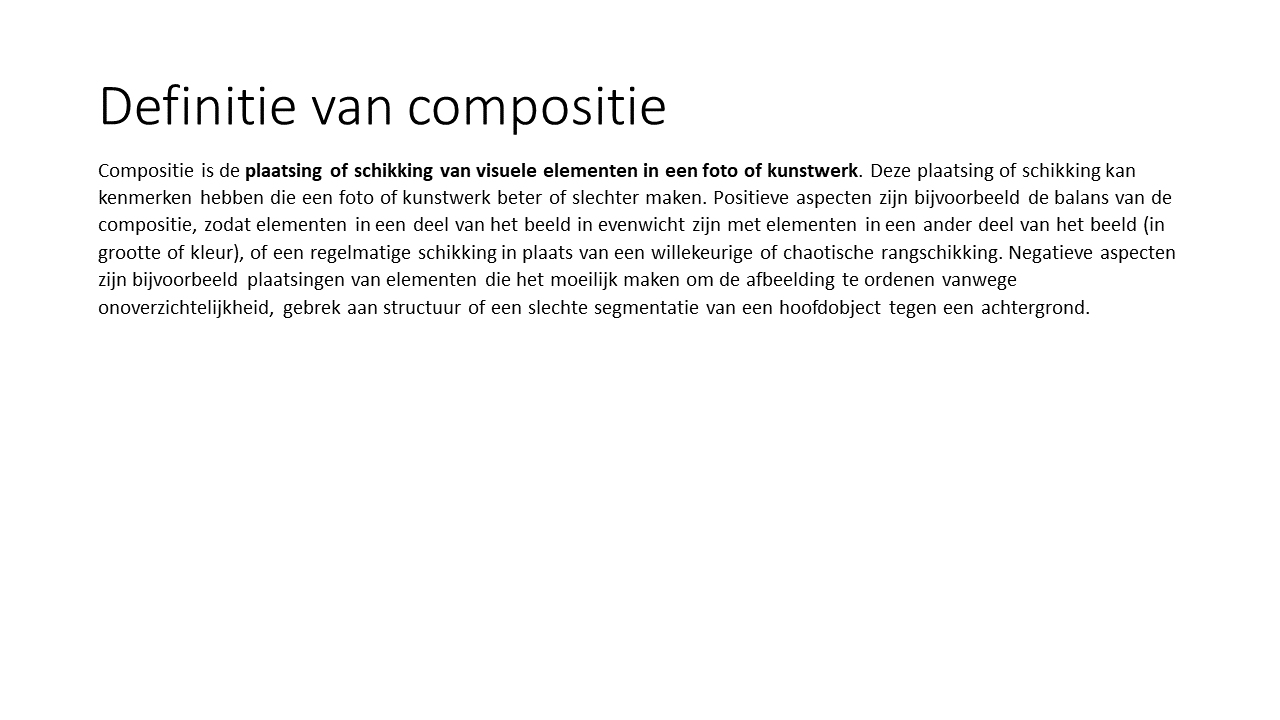 Definitie van compositie
Compositie is de plaatsing of schikking van visuele elementen in een foto of kunstwerk. Deze plaatsing of schikking kan
kenmerken hebben die een foto of kunstwerk beter of slechter maken. Positieve aspecten zijn bijvoorbeeld de balans van de
compositie, zodat elementen in een deel van het beeld in evenwicht zijn met elementen in een ander deel van het beeld (in
grootte of kleur), of een regelmatige schikking in plaats van een willekeurige of chaotische rangschikking. Negatieve aspecten
zijn bijvoorbeeld plaatsingen van elementen die het moeilijk maken om de afbeelding te ordenen vanwege
onoverzichtelijkheid, gebrek aan structuur of een slechte segmentatie van een hoofdobject tegen een achtergrond.